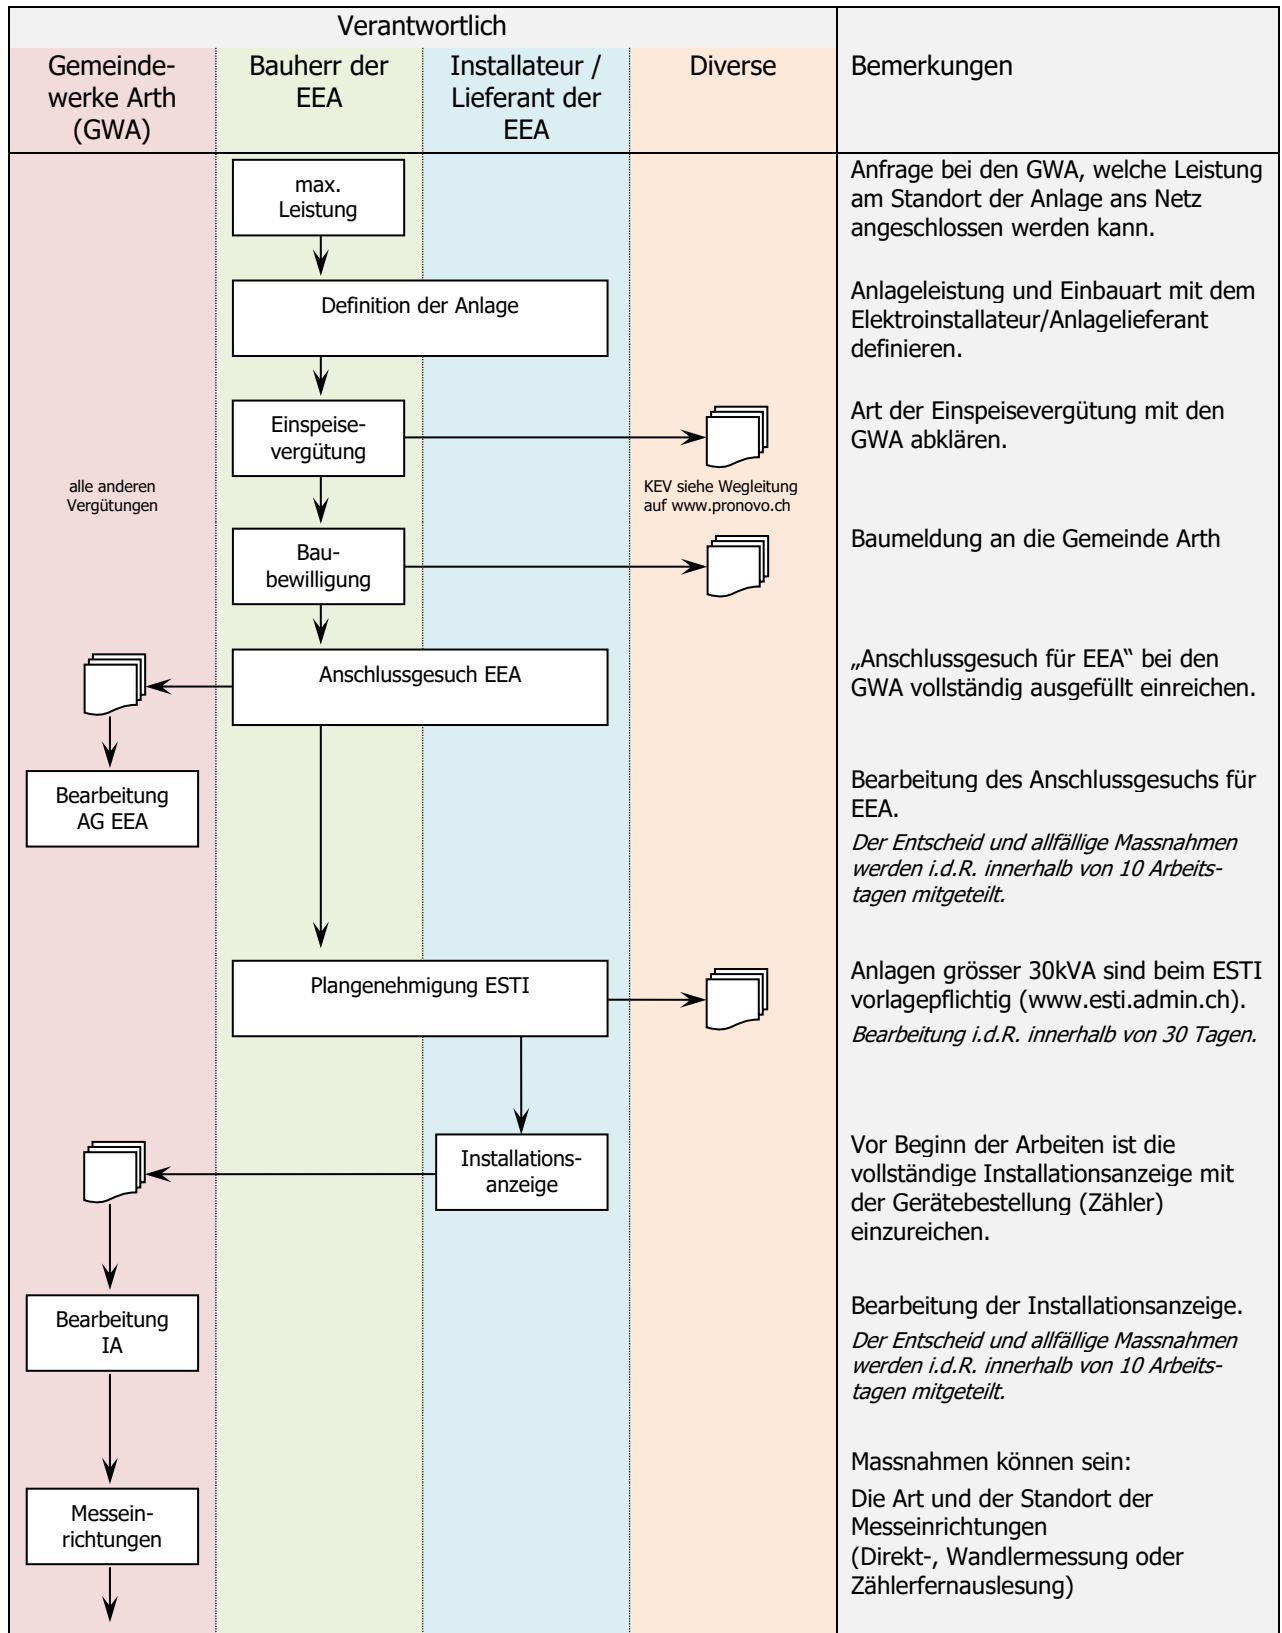 Verantwortlich
Gemeinde-
werke Arth
(GWA)
Bauherr der
EEA
Installateur /
Lieferant der
EEA
Diverse
Bemerkungen
max.
Leistung
Anfrage bei den GWA, welche Leistung
am Standort der Anlage ans Netz
angeschlossen werden kann.
Definition der Anlage
Anlageleistung und Einbauart mit dem
Elektroinstallateur/Anlagelieferant
definieren.
Einspeise-
vergütung
Art der Einspeisevergütung mit den
GWA abklären.
alle anderen
Vergütungen
KEV siehe Wegleitung
auf www.pronovo.ch
Bau-
bewilligung
Baumeldung an die Gemeinde Arth
Anschlussgesuch EEA
„Anschlussgesuch für EEA“ bei den
GWA vollständig ausgefüllt einreichen.
Bearbeitung
AG EEA
Bearbeitung des Anschlussgesuchs für
EEA.
Der Entscheid und allfällige Massnahmen
werden i.d.R. innerhalb von 10 Arbeits-
tagen mitgeteilt.
Plangenehmigung ESTI
Anlagen grösser 30kVA sind beim ESTI
vorlagepflichtig (www.esti.admin.ch).
Bearbeitung i.d.R. innerhalb von 30 Tagen.
Installations-
anzeige
Vor Beginn der Arbeiten ist die
vollständige Installationsanzeige mit
der Gerätebestellung (Zähler)
einzureichen.
Bearbeitung
IA
Bearbeitung der Installationsanzeige.
Der Entscheid und allfällige Massnahmen
werden i.d.R. innerhalb von 10 Arbeits-
tagen mitgeteilt.
Messein-
richtungen
Massnahmen können sein:
Die Art und der Standort der
Messeinrichtungen
(Direkt-, Wandlermessung oder
Zählerfernauslesung)